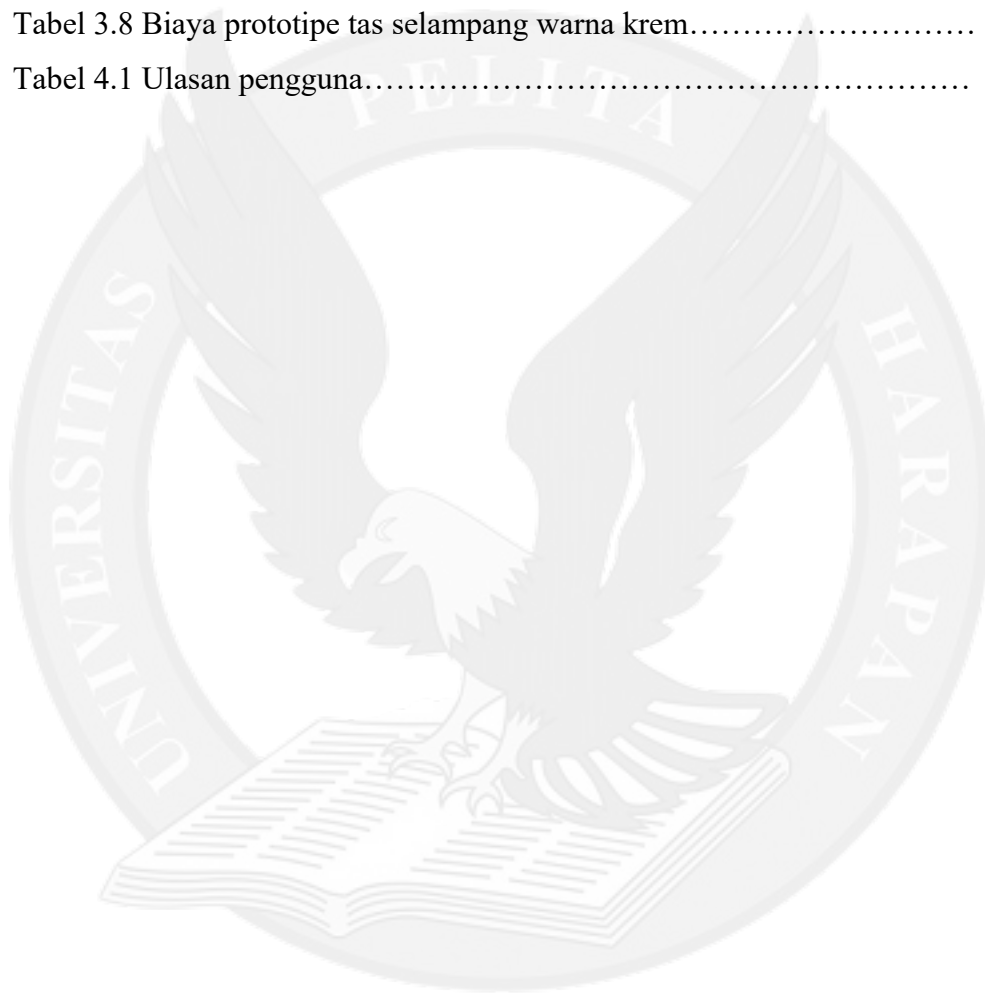 Tabel 3.8 Biaya prototipe tas selampang warna krem………………………
Tabel 4.1 Ulasan pengguna…………………………………………………
UNIVERSITAS PELITA HARAPAN